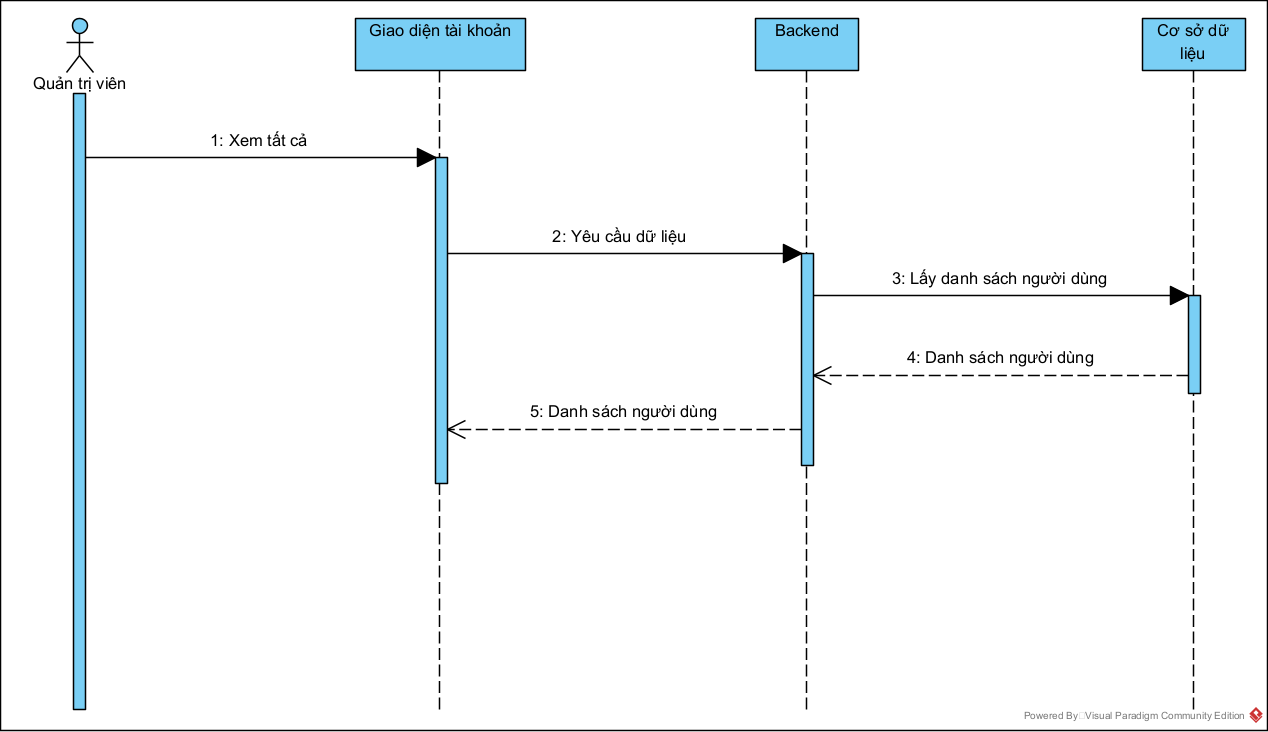 Quản trị viên
Giao diện tài khoản
Backend
Cơ sở dữ
liệu
1: Xem tất cả
2: Yêu cầu dữ liệu
3: Lấy danh sách người dùng
4: Danh sách người dùng
5: Danh sách người dùng
Powered By Visual Paradigm Community Edition